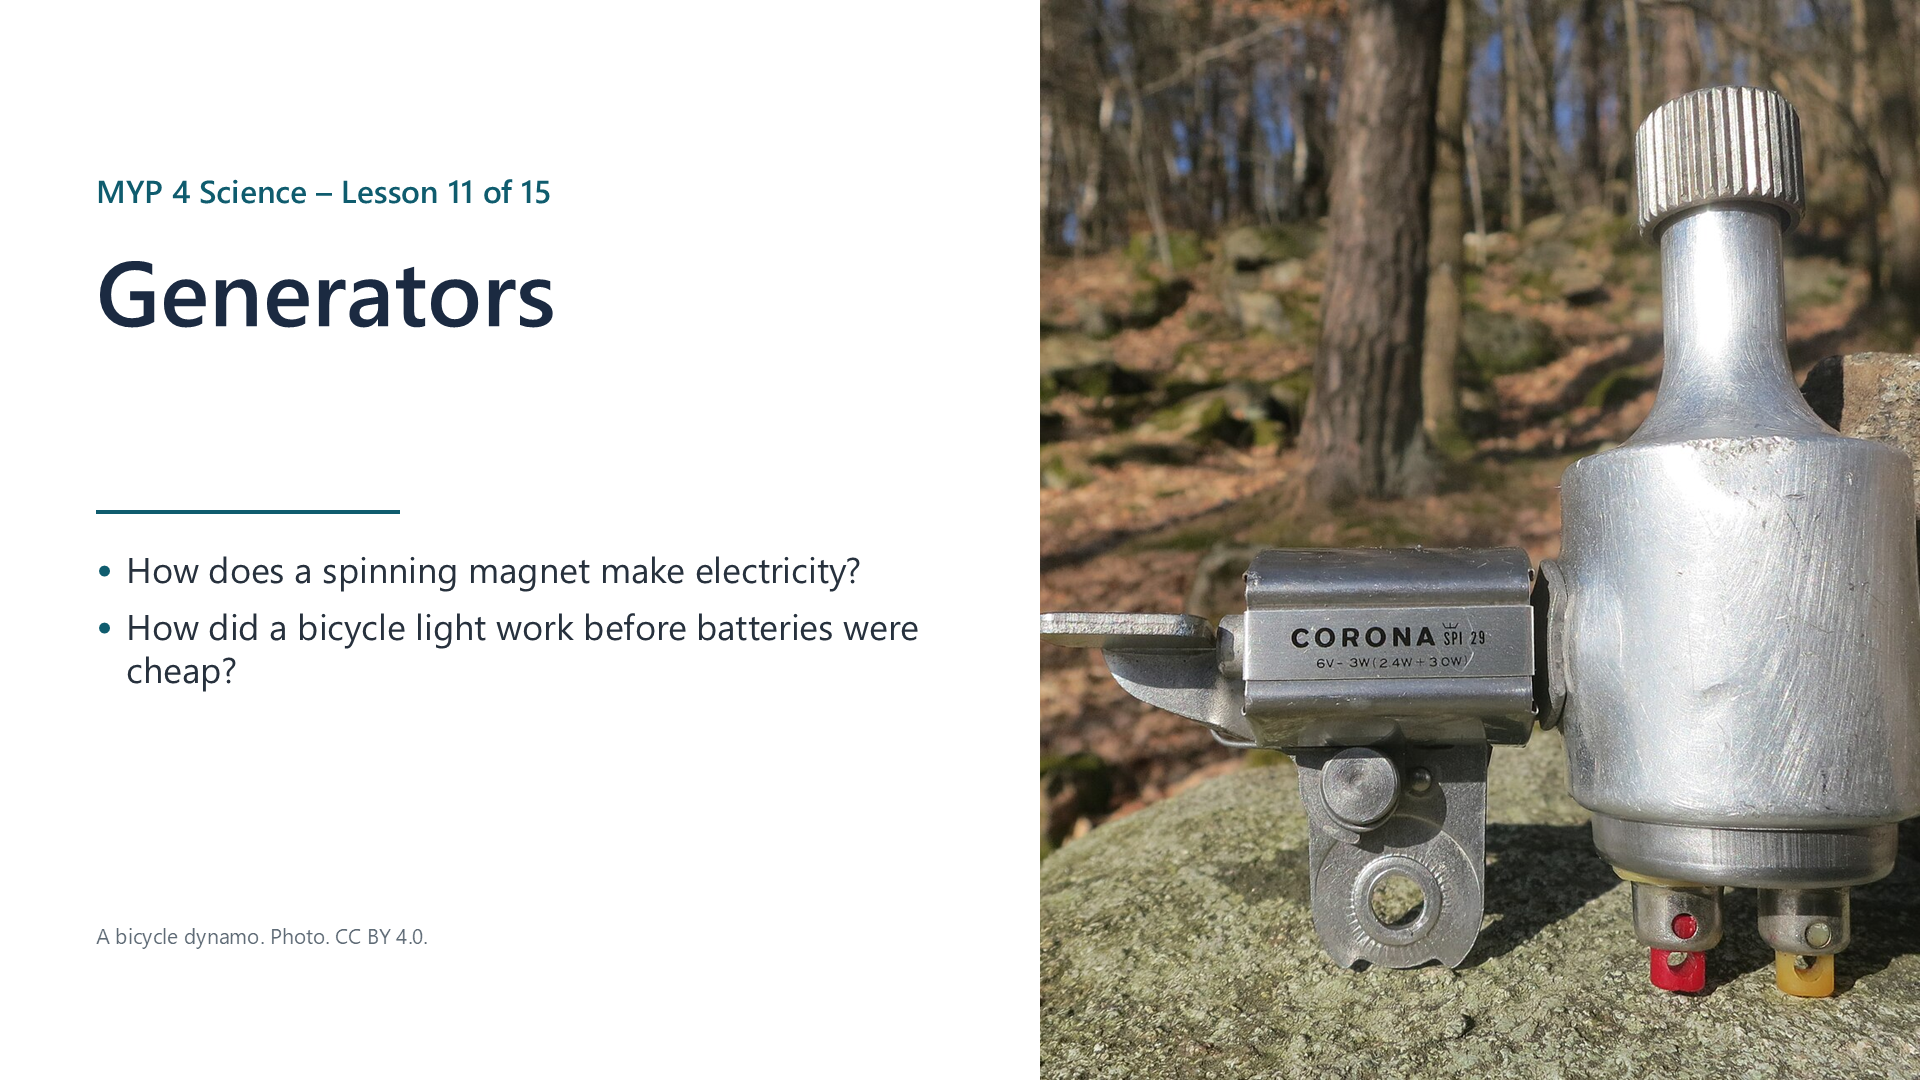 MYP 4 Science – Lesson 11 of 15
Generators
• How does a spinning magnet make electricity?
• How did a bicycle light work before batteries were
cheap?
A bicycle dynamo. Photo. CC BY 4.0.
CORONA SPI 29
6V- 3W(2.4W+3.0W)